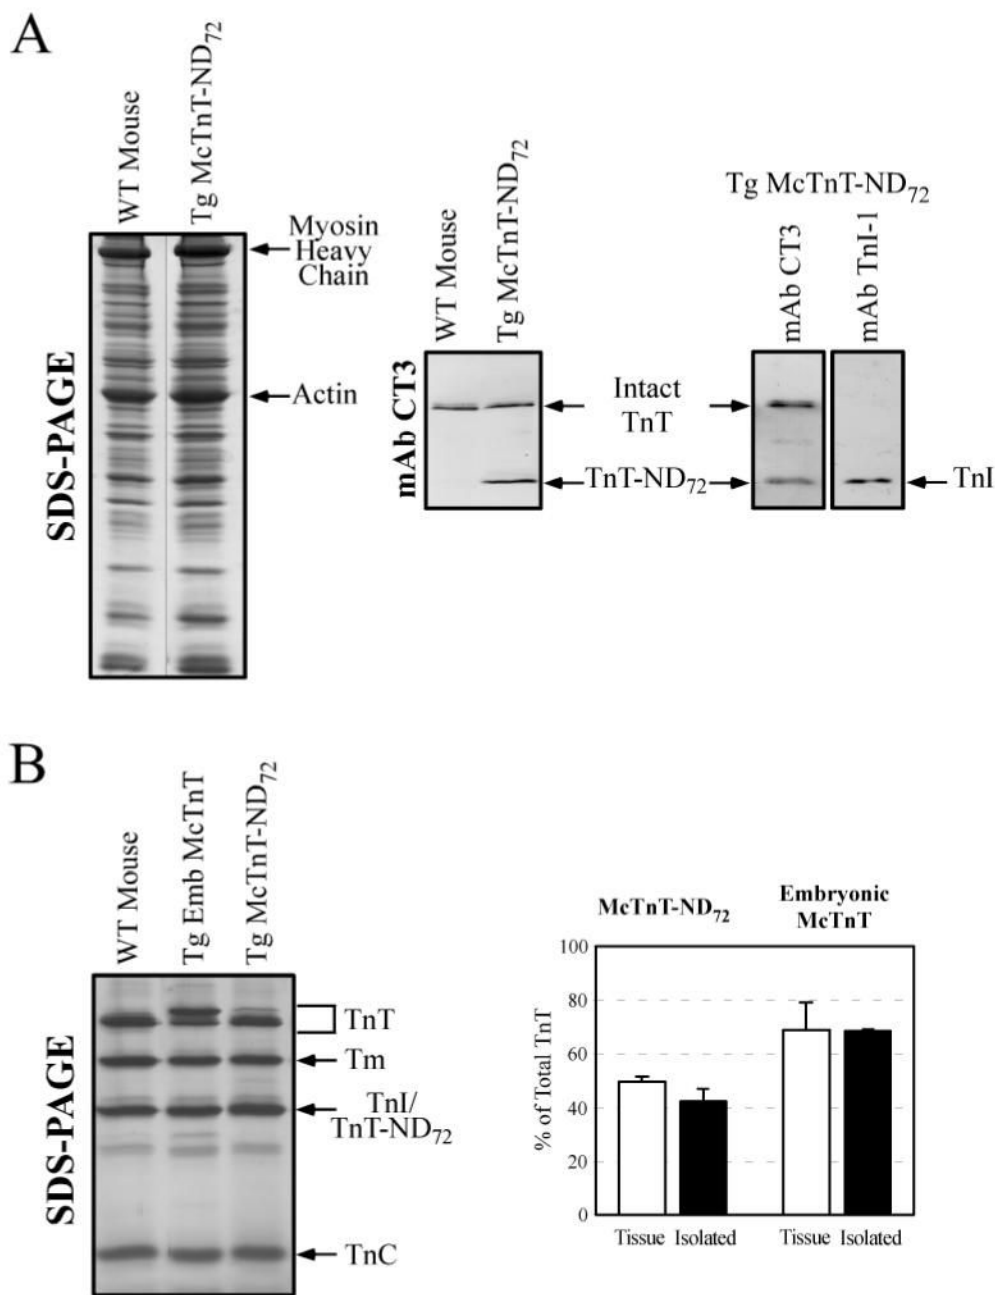 A
WT Mouse
Tg McTnT-ND72
SDS-PAGE
Myosin
Heavy
Chain
Actin
WT Mouse
Tg McTnT-ND72
mAb CT3
Intact
TnT
TnT-ND72
Tg McTnT-ND72
mAb CT3
mAb TnI-1
TnI
B
WT Mouse
Tg Emb McTnT
Tg McTnT-ND72
SDS-PAGE
TnT
Tm
TnI/
TnT-ND72
TnC
McTnT-ND72
Embryonic
McTnT
% of Total TnT
100
80
60
40
20
0
Tissue Isolated Tissue Isolated